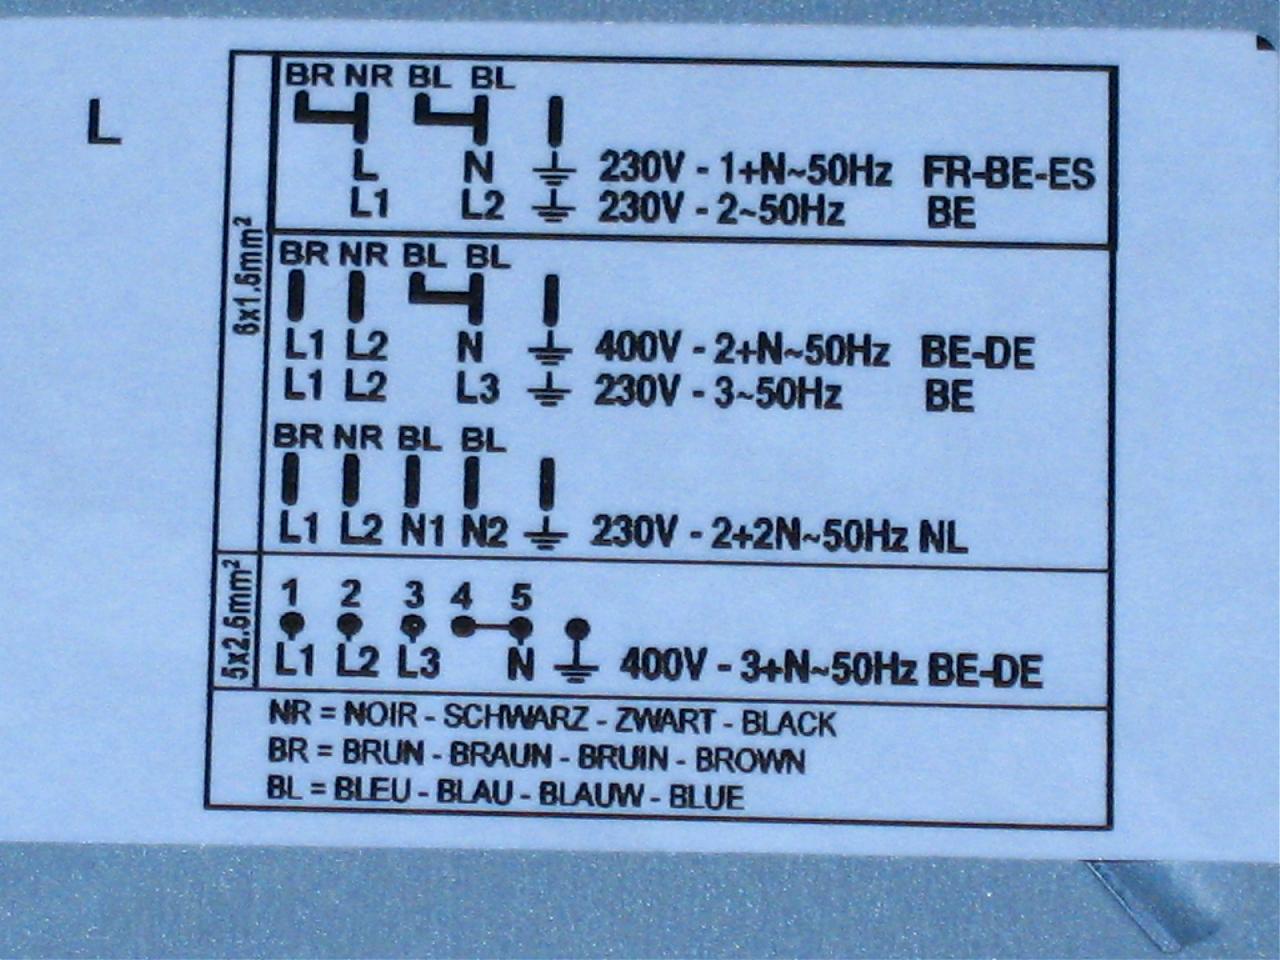 L
BR NR BL BL
L N 230V - 1+N~50Hz FR-BE-ES
L1 L2 230V - 2~50Hz BE
6x1.5mm²
BR NR BL BL
L1 L2 N 400V - 2+N~50Hz BE-DE
L1 L2 L3 230V - 3~50Hz BE
BR NR BL BL
L1 L2 N1 N2 230V - 2+2N~50Hz NL
5x2.5mm²
1 2 3 4 5
L1 L2 L3 N 400V - 3+N~50Hz BE-DE
NR = NOIR - SCHWARZ - ZWART - BLACK
BR = BRUN - BRAUN - BRUIN - BROWN
BL = BLEU - BLAU - BLAUW - BLUE